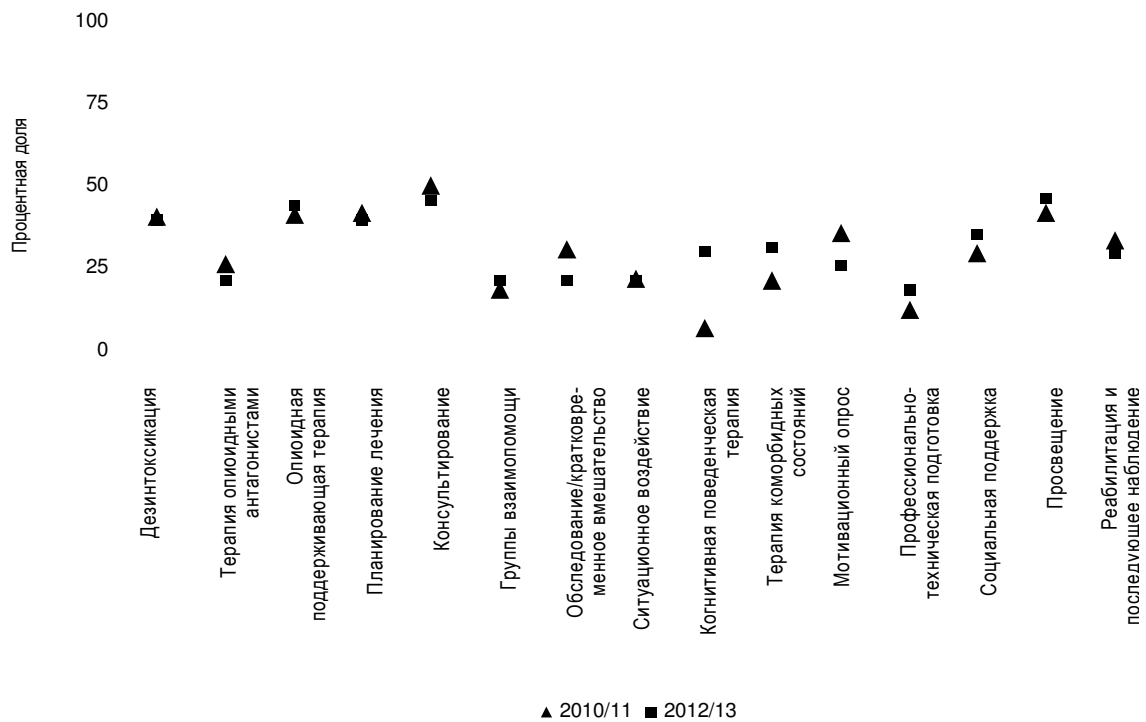 100
75
50
25
0
Процентная доля
Дезинтоксикация
Терапия опиоидными
антагонистами
Опиоидная
поддерживающая терапия
Планирование лечения
Консультирование
Группы взаимопомощи
Обследование/кратковре-
менное вмешательство
Ситуационное воздействие
Когнитивная поведенческая
терапия
Терапия коморбидных
состояний
Мотивационный опрос
Профессионально-
техническая подготовка
Социальная поддержка
Просвещение
Реабилитация и
последующее наблюдение
▲ 2010/11 ■ 2012/13